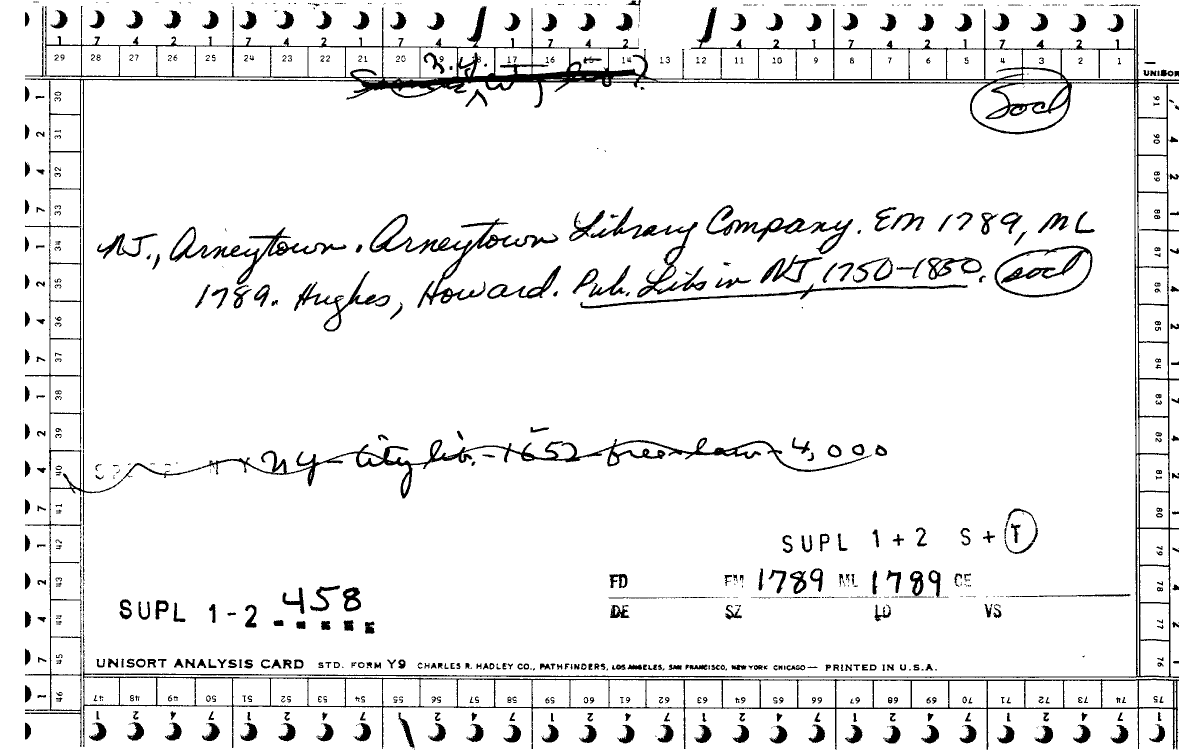 1 7 4 2 1 7 4 2 1 7 4 2 1 7 4 2 7 4 2 1 7 4 2 1 7 4 2 1
29 28 27 26 25 24 23 22 21 20 19 18 17 16 15 14 13 12 11 10 9 8 7 6 5 4 3 2 1
UNISOR
N.Y.
City
Socl
NJ., Arneytown. Arneytown Library Company. EM 1789, ML
1789. Hughes, Howard. Pub. Libs in NJ, 1750-1850. socl
NY City lib. - 1652 free law - 4,000
SUPL 1+2 S+T
FD EM 1789 ML 1789 CE
SUPL 1-2 458
DE SZ LD VS
UNISORT ANALYSIS CARD STD. FORM Y9 CHARLES R. HADLEY CO., PATHFINDERS, LOS ANGELES, SAN FRANCISCO, NEW YORK CHICAGO — PRINTED IN U.S.A.
30 31 32 33 34 35 36 37 38 39 40 41 42 43 44 45 46
91 90 89 88 87 86 85 84 83 82 81 80 79 78 77 76
47 48 49 50 51 52 53 54 55 56 57 58 59 60 61 62 63 64 65 66 67 68 69 70 71 72 73 74 75